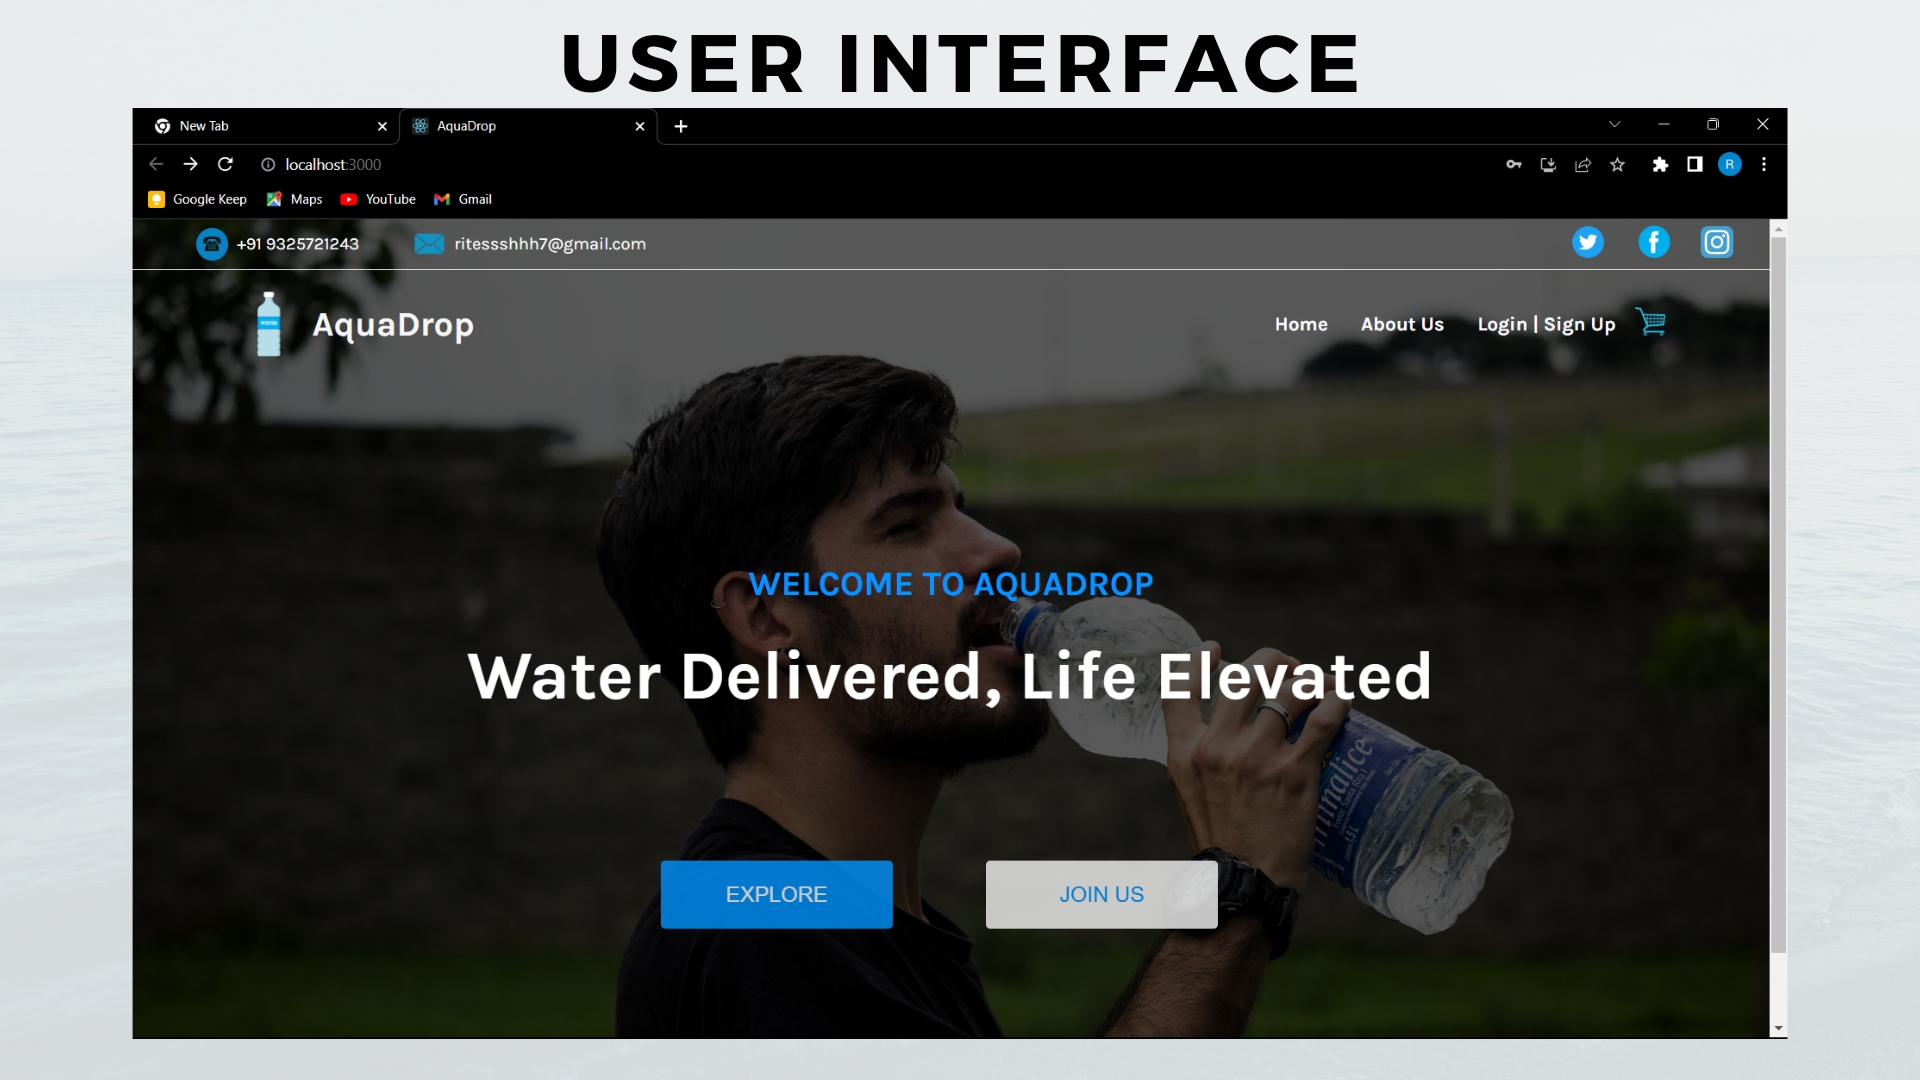 USER INTERFACE
New Tab
AquaDrop
localhost:3000
R
Google Keep
Maps
YouTube
Gmail
+91 9325721243
ritessshhh7@gmail.com
WATER
AquaDrop
Home
About Us
Login | Sign Up
WELCOME TO AQUADROP
Water Delivered, Life Elevated
EXPLORE
JOIN US